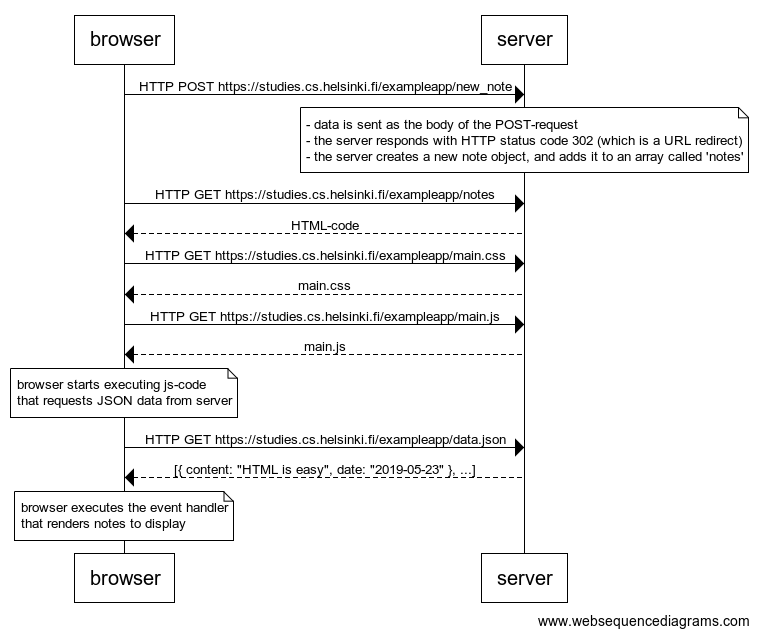 browser
server
HTTP POST https://studies.cs.helsinki.fi/exampleapp/new_note
- data is sent as the body of the POST-request
- the server responds with HTTP status code 302 (which is a URL redirect)
- the server creates a new note object, and adds it to an array called 'notes'
HTTP GET https://studies.cs.helsinki.fi/exampleapp/notes
HTML-code
HTTP GET https://studies.cs.helsinki.fi/exampleapp/main.css
main.css
HTTP GET https://studies.cs.helsinki.fi/exampleapp/main.js
main.js
browser starts executing js-code
that requests JSON data from server
HTTP GET https://studies.cs.helsinki.fi/exampleapp/data.json
[{ content: "HTML is easy", date: "2019-05-23" }, ...]
browser executes the event handler
that renders notes to display
browser
server
www.websequencediagrams.com